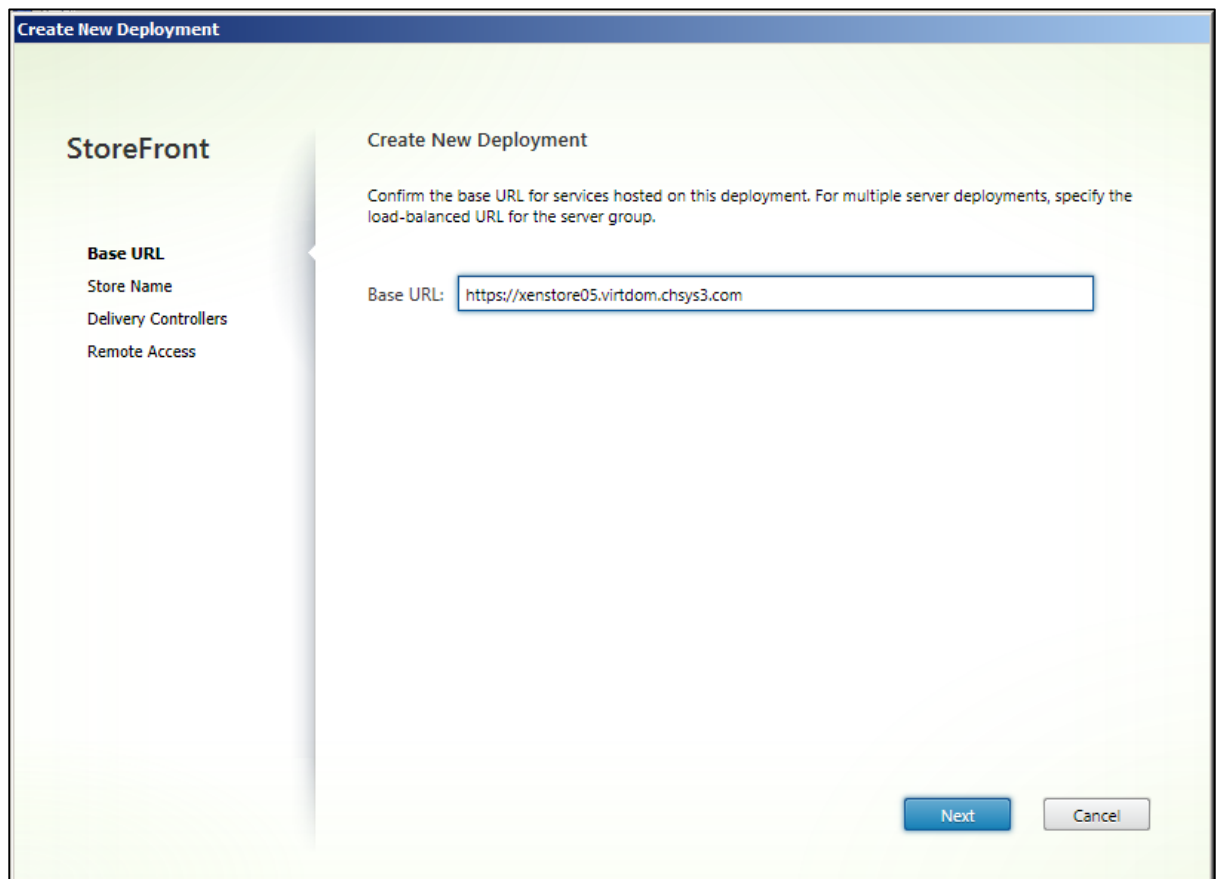 Create New Deployment
StoreFront
Base URL
Store Name
Delivery Controllers
Remote Access
Create New Deployment
Confirm the base URL for services hosted on this deployment. For multiple server deployments, specify the
load-balanced URL for the server group.
Base URL: https://xenstore05.virtdom.chsys3.com
Next Cancel